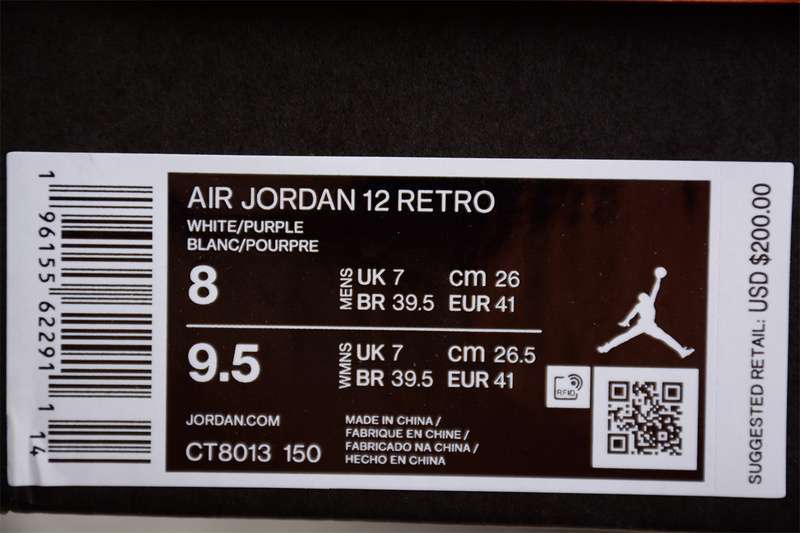 AIR JORDAN 12 RETRO
WHITE/PURPLE
BLANC/POURPRE
8
MENS
UK 7 cm 26
BR 39.5 EUR 41
9.5
WMNS
UK 7 cm 26.5
BR 39.5 EUR 41
JORDAN.COM
CT8013 150
MADE IN CHINA /
FABRIQUE EN CHINE /
FABRICADO NA CHINA /
HECHO EN CHINA
RFID
SUGGESTED RETAIL: USD $200.00
1 96155 62291 1 14